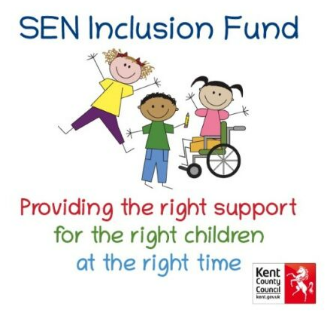 SEN Inclusion Fund
Providing the right support
for the right children
at the right time
Kent
County
Council
kent.gov.uk